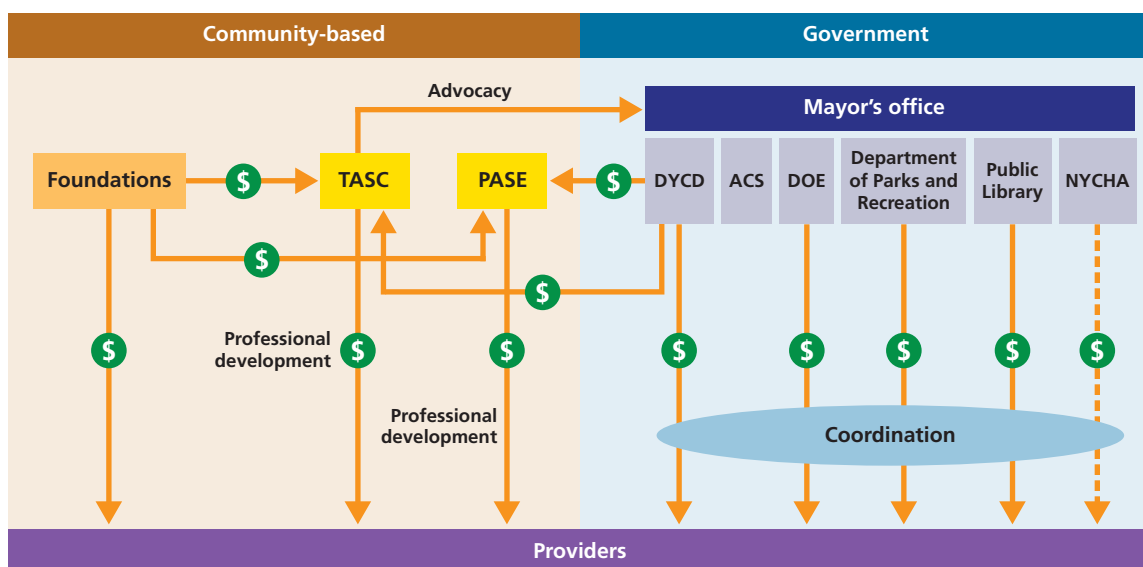 Community-based
Government
Advocacy
Mayor's office
Foundations
$
TASC
PASE
$
DYCD
ACS
DOE
Department
of Parks and
Recreation
Public
Library
NYCHA
$
$
Professional
development
$
$
$
$
$
$
$
$
Professional
development
Coordination
Providers